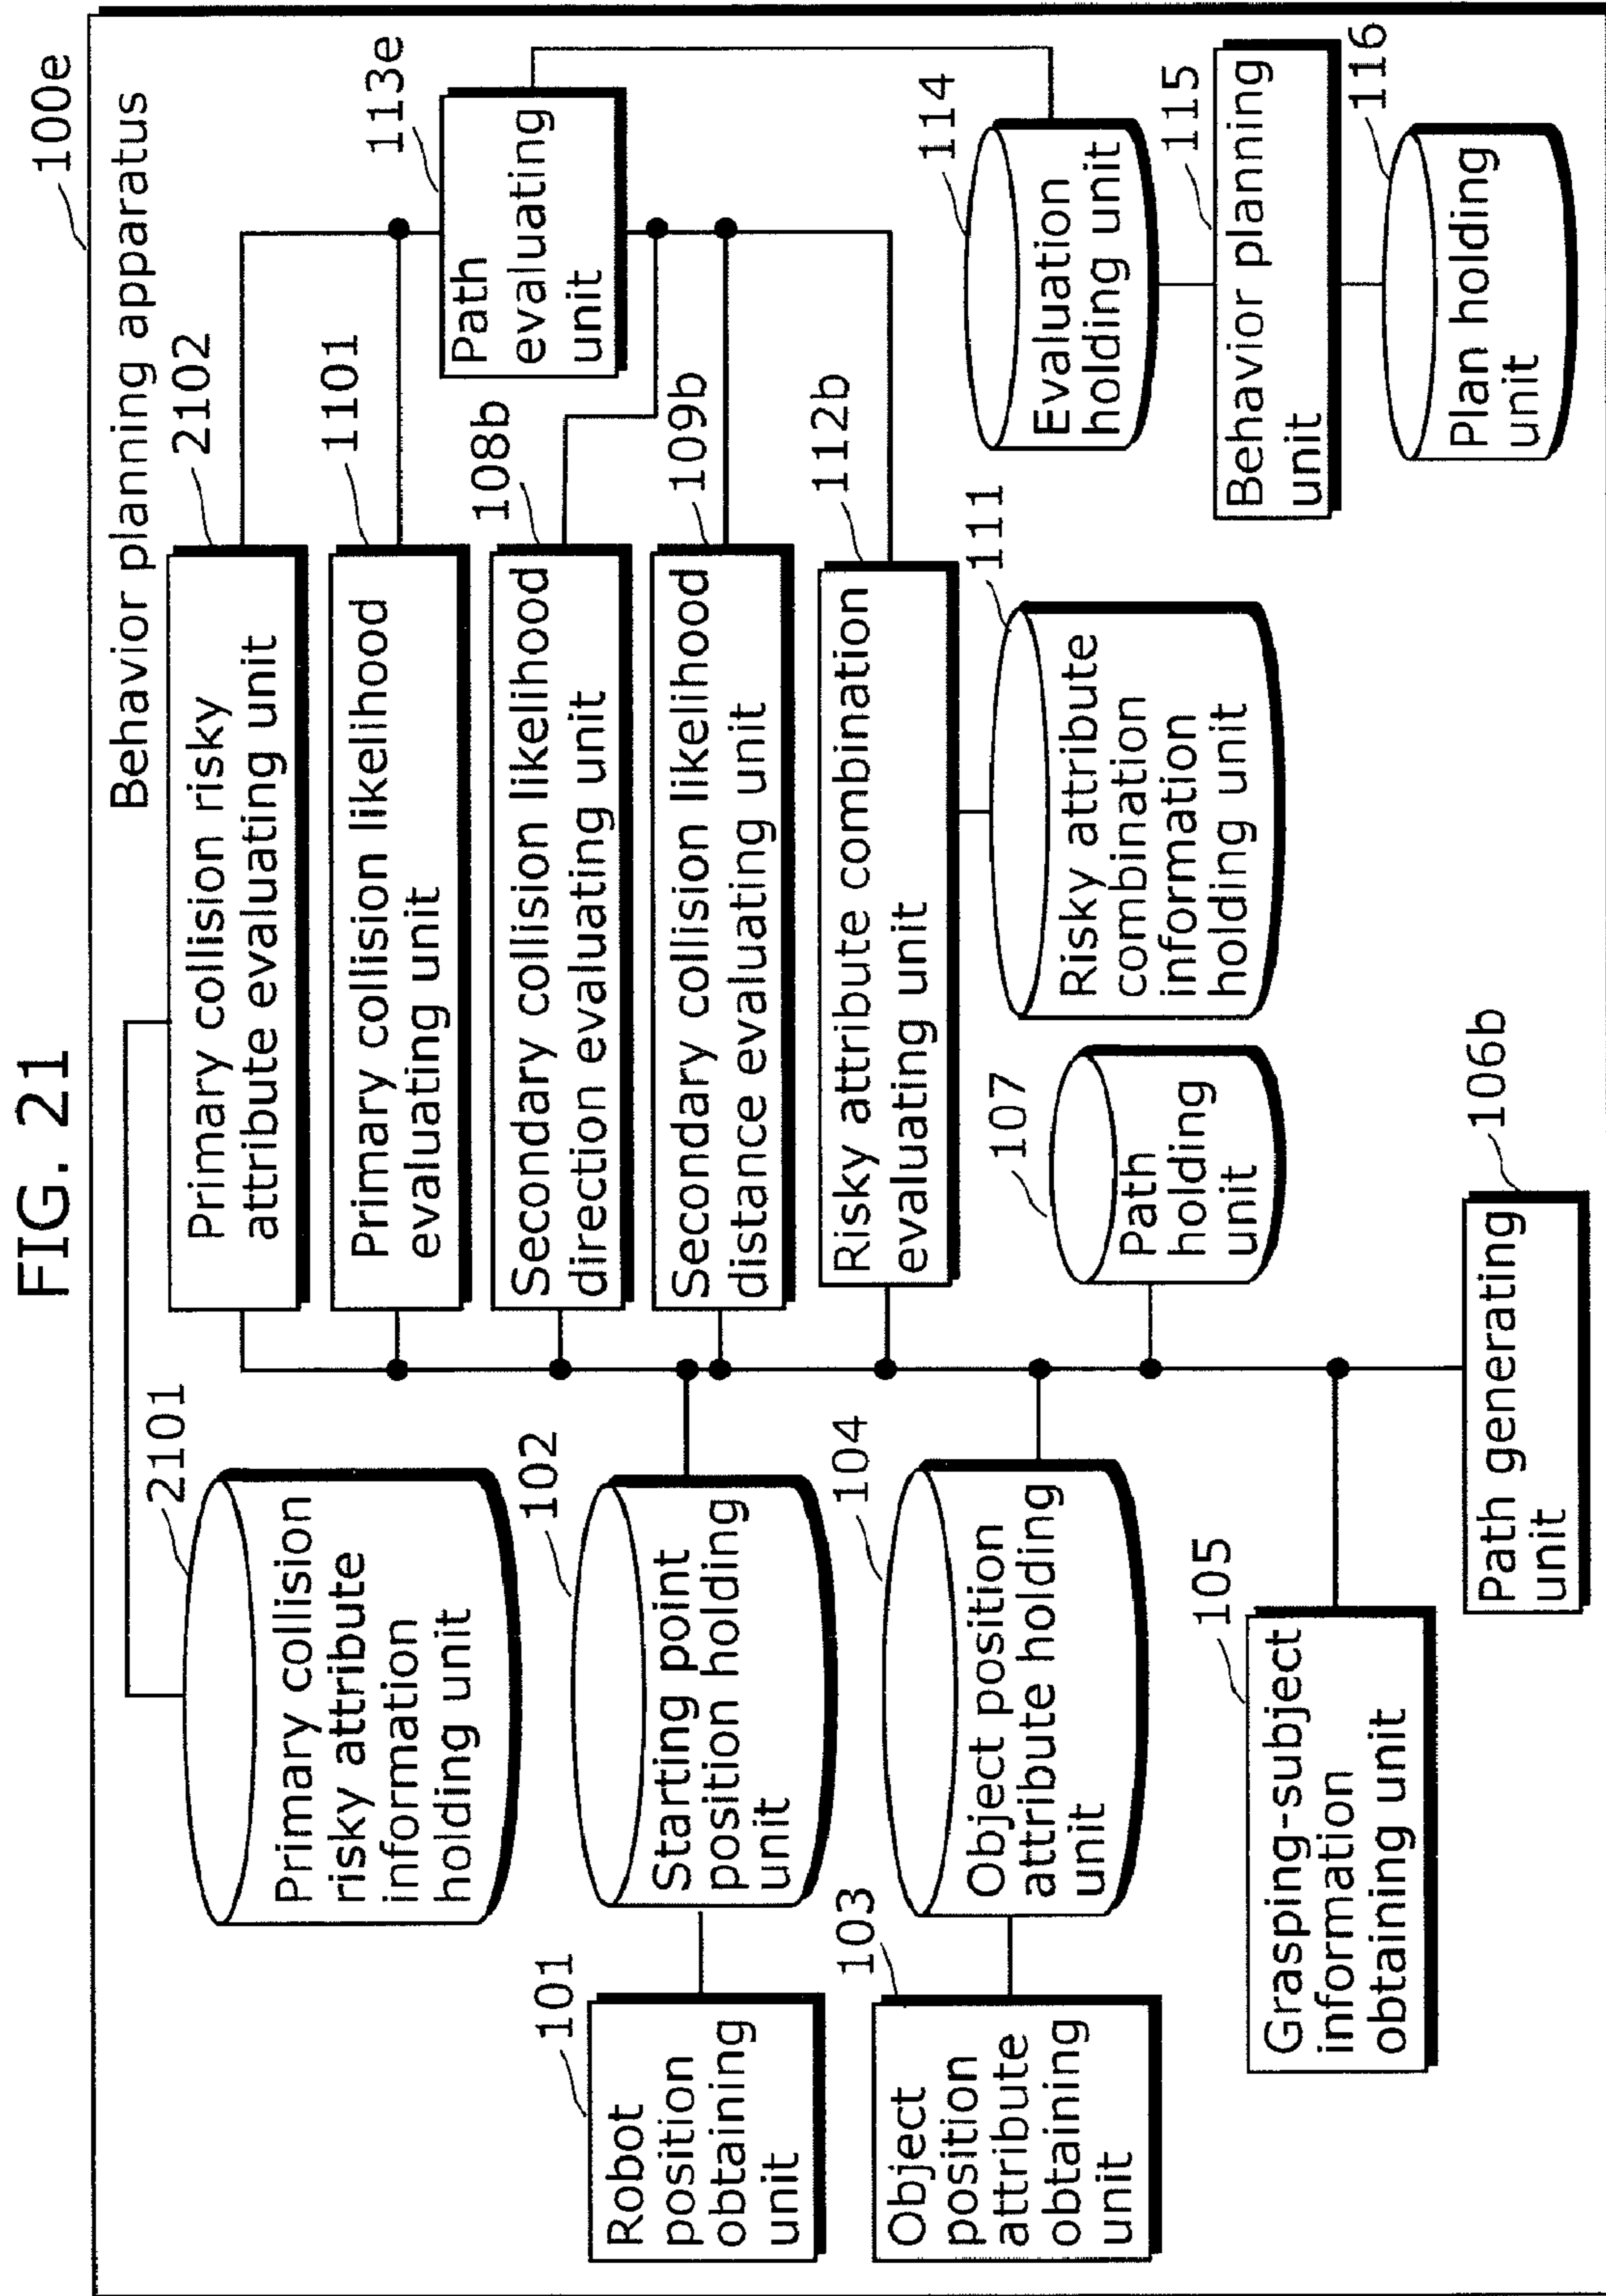 FIG. 21
100e
Behavior planning apparatus
2101
Primary collision
risky attribute
information
holding unit
2102
Primary collision risky
attribute evaluating unit
1101
Primary collision likelihood
evaluating unit
113e
Path
evaluating
unit
101
Robot
position
obtaining
unit
102
Starting point
position holding
unit
108b
Secondary collision likelihood
direction evaluating unit
109b
Secondary collision likelihood
distance evaluating unit
103
Object
position
attribute
obtaining
unit
104
Object position
attribute holding
unit
112b
Risky attribute combination
evaluating unit
114
Evaluation
holding unit
107
Path
holding
unit
111
Risky attribute
combination
information
holding unit
115
Behavior planning
unit
105
Grasping-subject
information
obtaining unit
106b
Path generating
unit
116
Plan holding
unit